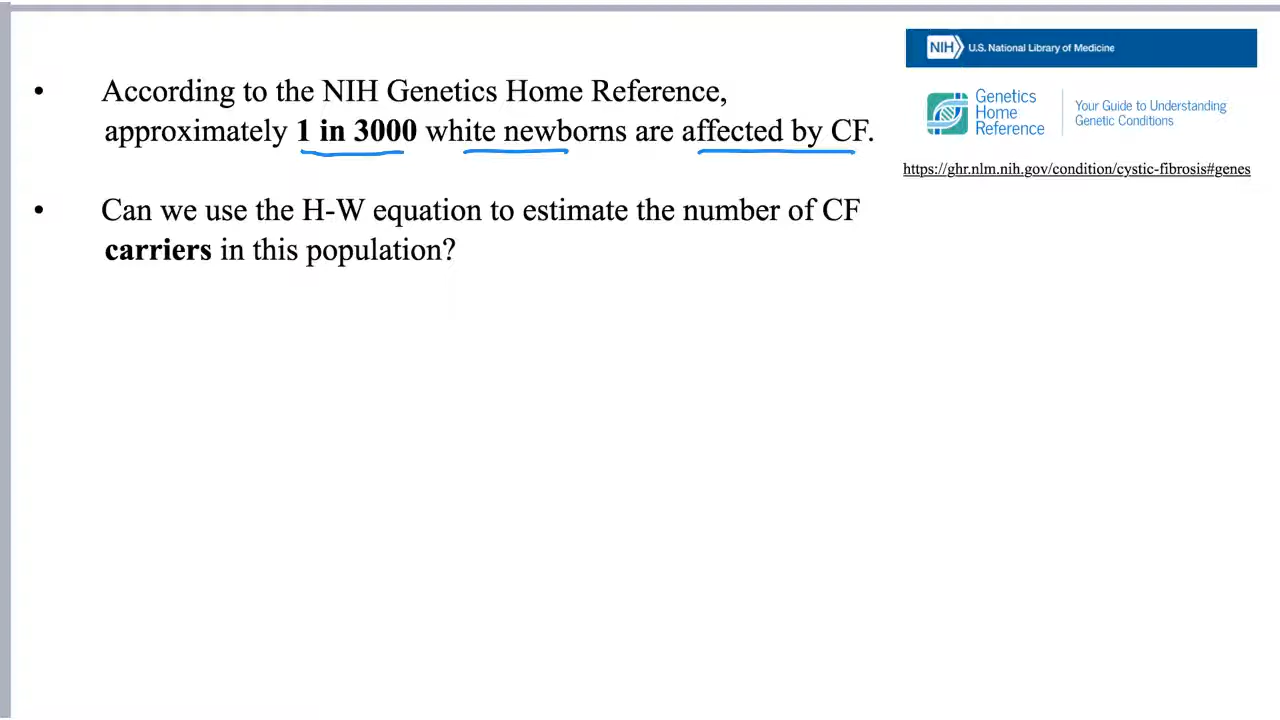 • According to the NIH Genetics Home Reference,
approximately 1 in 3000 white newborns are affected by CF.
• Can we use the H-W equation to estimate the number of CF
carriers in this population?
NIH U.S. National Library of Medicine
Genetics
Home
Reference
Your Guide to Understanding
Genetic Conditions
https://ghr.nlm.nih.gov/condition/cystic-fibrosis#genes